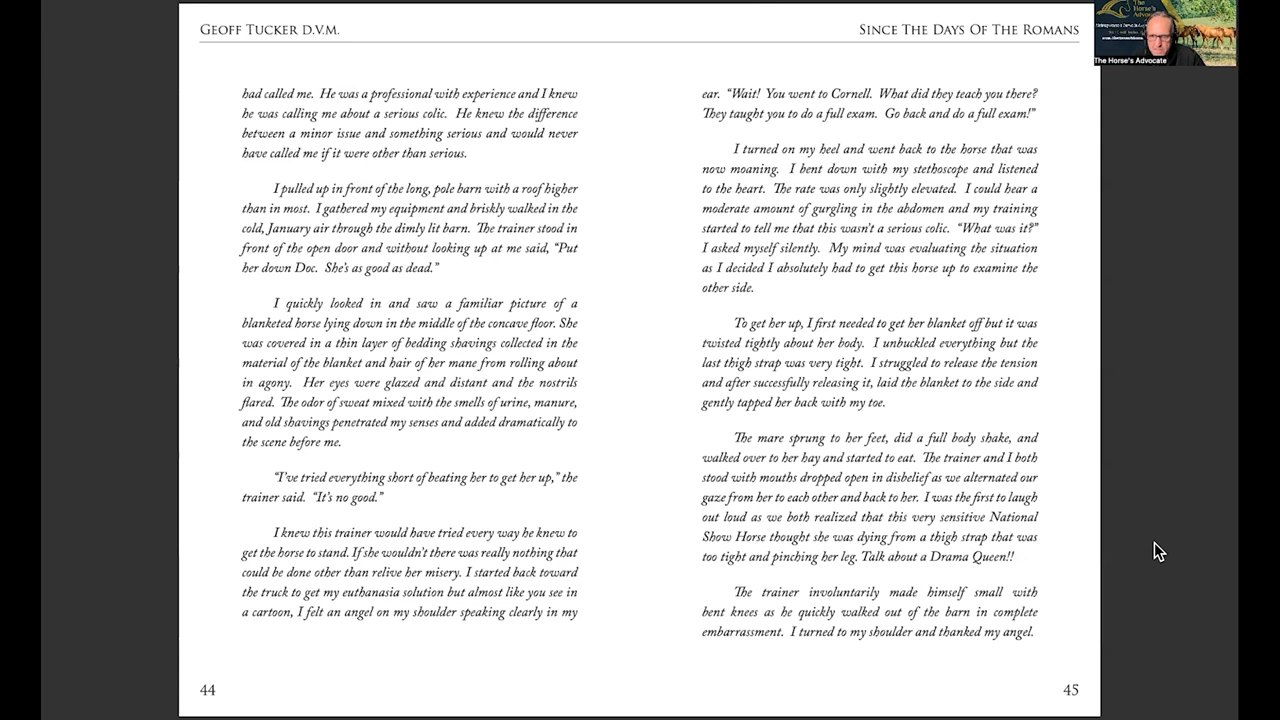 GEOFF TUCKER D.V.M.
had called me. He was a professional with experience and I knew
he was calling me about a serious colic. He knew the difference
between a minor issue and something serious and would never
have called me if it were other than serious.
I pulled up in front of the long, pole barn with a roof higher
than in most. I gathered my equipment and briskly walked in the
cold, January air through the dimly lit barn. The trainer stood in
front of the open door and without looking up at me said, “Put
her down Doc. She’s as good as dead.”
I quickly looked in and saw a familiar picture of a
blanketed horse lying down in the middle of the concave floor. She
was covered in a thin layer of bedding shavings collected in the
material of the blanket and hair of her mane from rolling about
in agony. Her eyes were glazed and distant and the nostrils
flared. The odor of sweat mixed with the smells of urine, manure,
and old shavings penetrated my senses and added dramatically to
the scene before me.
“I’ve tried everything short of beating her to get her up,” the
trainer said. “It’s no good.”
I knew this trainer would have tried every way he knew to
get the horse to stand. If she wouldn’t there was really nothing that
could be done other than relive her misery. I started back toward
the truck to get my euthanasia solution but almost like you see in
a cartoon, I felt an angel on my shoulder speaking clearly in my
44
SINCE THE DAYS OF THE ROMANS
ear. “Wait! You went to Cornell. What did they teach you there?
They taught you to do a full exam. Go back and do a full exam!”
I turned on my heel and went back to the horse that was
now moaning. I bent down with my stethoscope and listened
to the heart. The rate was only slightly elevated. I could hear a
moderate amount of gurgling in the abdomen and my training
started to tell me that this wasn’t a serious colic. “What was it?”
I asked myself silently. My mind was evaluating the situation
as I decided I absolutely had to get this horse up to examine the
other side.
To get her up, I first needed to get her blanket off but it was
twisted tightly about her body. I unbuckled everything but the
last thigh strap was very tight. I struggled to release the tension
and after successfully releasing it, laid the blanket to the side and
gently tapped her back with my toe.
The mare sprung to her feet, did a full body shake, and
walked over to her hay and started to eat. The trainer and I both
stood with mouths dropped open in disbelief as we alternated our
gaze from her to each other and back to her. I was the first to laugh
out loud as we both realized that this very sensitive National
Show Horse thought she was dying from a thigh strap that was
too tight and pinching her leg. Talk about a Drama Queen!!
The trainer involuntarily made himself small with
bent knees as he quickly walked out of the barn in complete
embarrassment. I turned to my shoulder and thanked my angel.
45
The
Horse's
Advocate
The Horse's Advocate